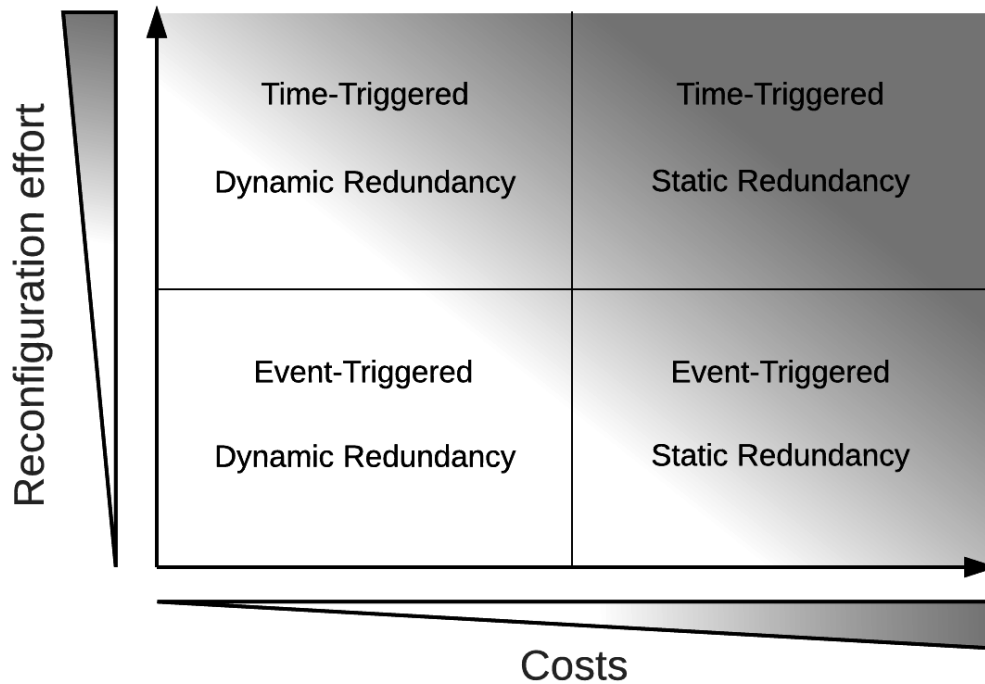 Reconfiguration effort
Time-Triggered
Dynamic Redundancy
Time-Triggered
Static Redundancy
Event-Triggered
Dynamic Redundancy
Event-Triggered
Static Redundancy
Costs